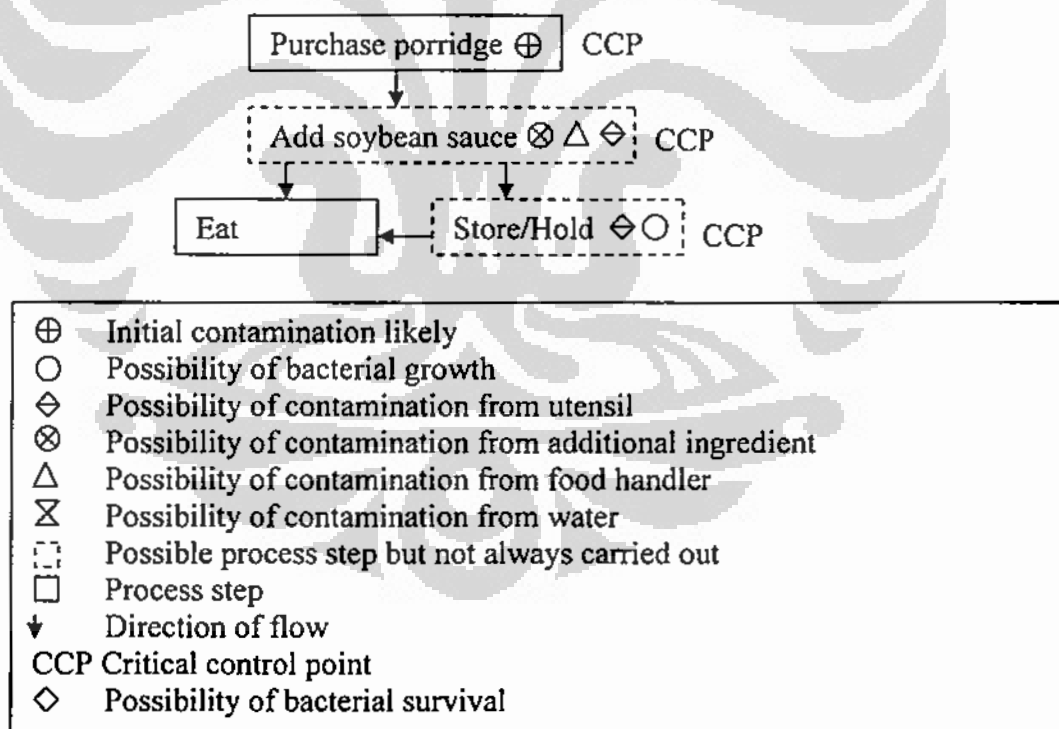 Purchase porridge ⊕ CCP
Add soybean sauce ⊗ △ ⟠ CCP
Eat
Store/Hold ⟠ ○ CCP
⊕ Initial contamination likely
○ Possibility of bacterial growth
⟠ Possibility of contamination from utensil
⊗ Possibility of contamination from additional ingredient
△ Possibility of contamination from food handler
⧖ Possibility of contamination from water
Possible process step but not always carried out
□ Process step
↓ Direction of flow
CCP Critical control point
◇ Possibility of bacterial survival